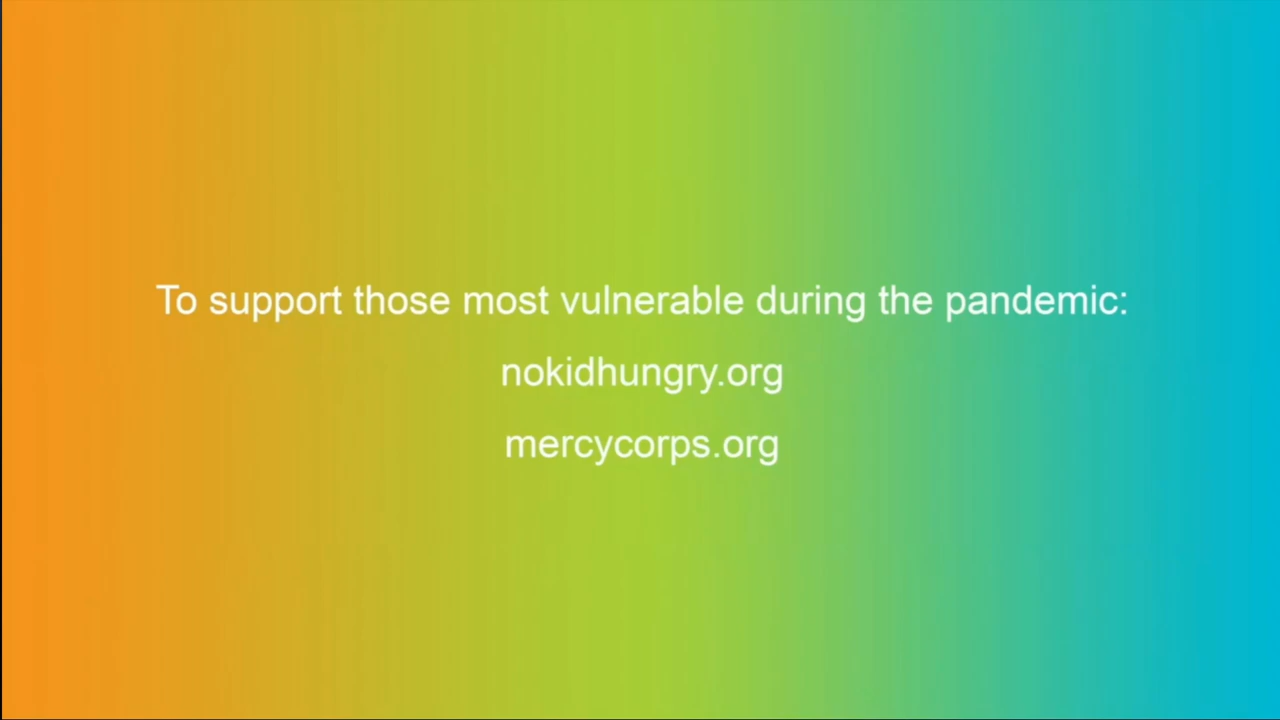 To support those most vulnerable during the pandemic:
nokidhungry.org
mercycorps.org